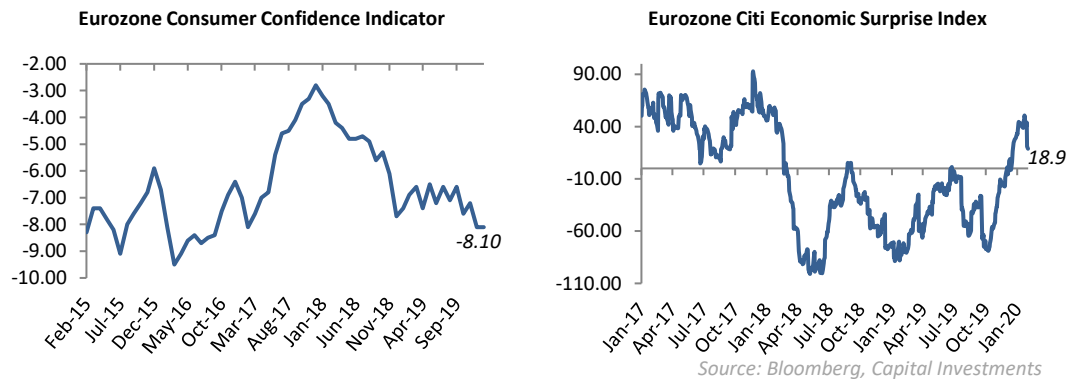 Eurozone Consumer Confidence Indicator
-2.00
-3.00
-4.00
-5.00
-6.00
-7.00
-8.00
-9.00
-10.00
-8.10
Feb-15
Jul-15
Dec-15
May-16
Oct-16
Mar-17
Aug-17
Jan-18
Jun-18
Nov-18
Apr-19
Sep-19
Eurozone Citi Economic Surprise Index
90.00
40.00
-10.00
-60.00
-110.00
18.9
Jan-17
Apr-17
Jul-17
Oct-17
Jan-18
Apr-18
Jul-18
Oct-18
Jan-19
Apr-19
Jul-19
Oct-19
Jan-20
Source: Bloomberg, Capital Investments